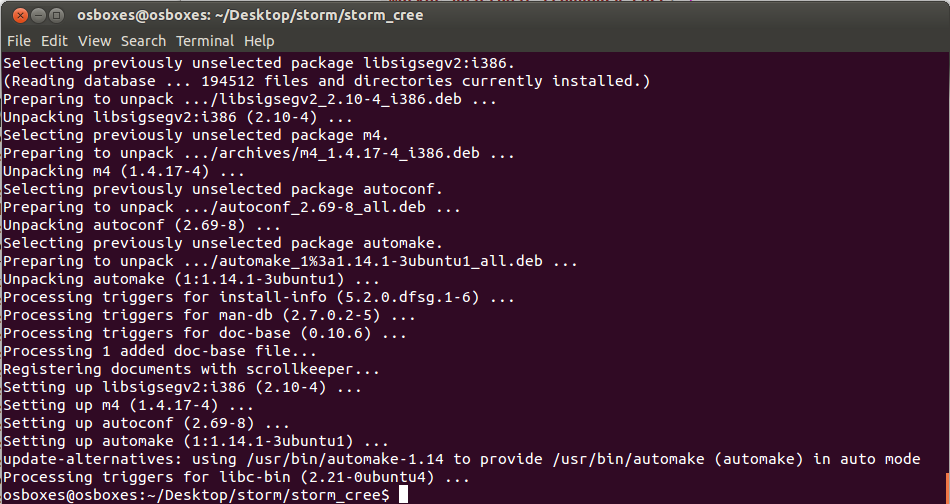 osboxes@osboxes: ~/Desktop/storm/storm_cree
File Edit View Search Terminal Help
Selecting previously unselected package libsigsegv2:i386.
(Reading database ... 194512 files and directories currently installed.)
Preparing to unpack .../libsigsegv2_2.10-4_i386.deb ...
Unpacking libsigsegv2:i386 (2.10-4) ...
Selecting previously unselected package m4.
Preparing to unpack .../archives/m4_1.4.17-4_i386.deb ...
Unpacking m4 (1.4.17-4) ...
Selecting previously unselected package autoconf.
Preparing to unpack .../autoconf_2.69-8_all.deb ...
Unpacking autoconf (2.69-8) ...
Selecting previously unselected package automake.
Preparing to unpack .../automake_1%3a1.14.1-3ubuntu1_all.deb ...
Unpacking automake (1:1.14.1-3ubuntu1) ...
Processing triggers for install-info (5.2.0.dfsg.1-6) ...
Processing triggers for man-db (2.7.0.2-5) ...
Processing triggers for doc-base (0.10.6) ...
Processing 1 added doc-base file...
Registering documents with scrollkeeper...
Setting up libsigsegv2:i386 (2.10-4) ...
Setting up m4 (1.4.17-4) ...
Setting up autoconf (2.69-8) ...
Setting up automake (1:1.14.1-3ubuntu1) ...
update-alternatives: using /usr/bin/automake-1.14 to provide /usr/bin/automake (automake) in auto mode
Processing triggers for libc-bin (2.21-0ubuntu4) ...
osboxes@osboxes:~/Desktop/storm/storm_cree$